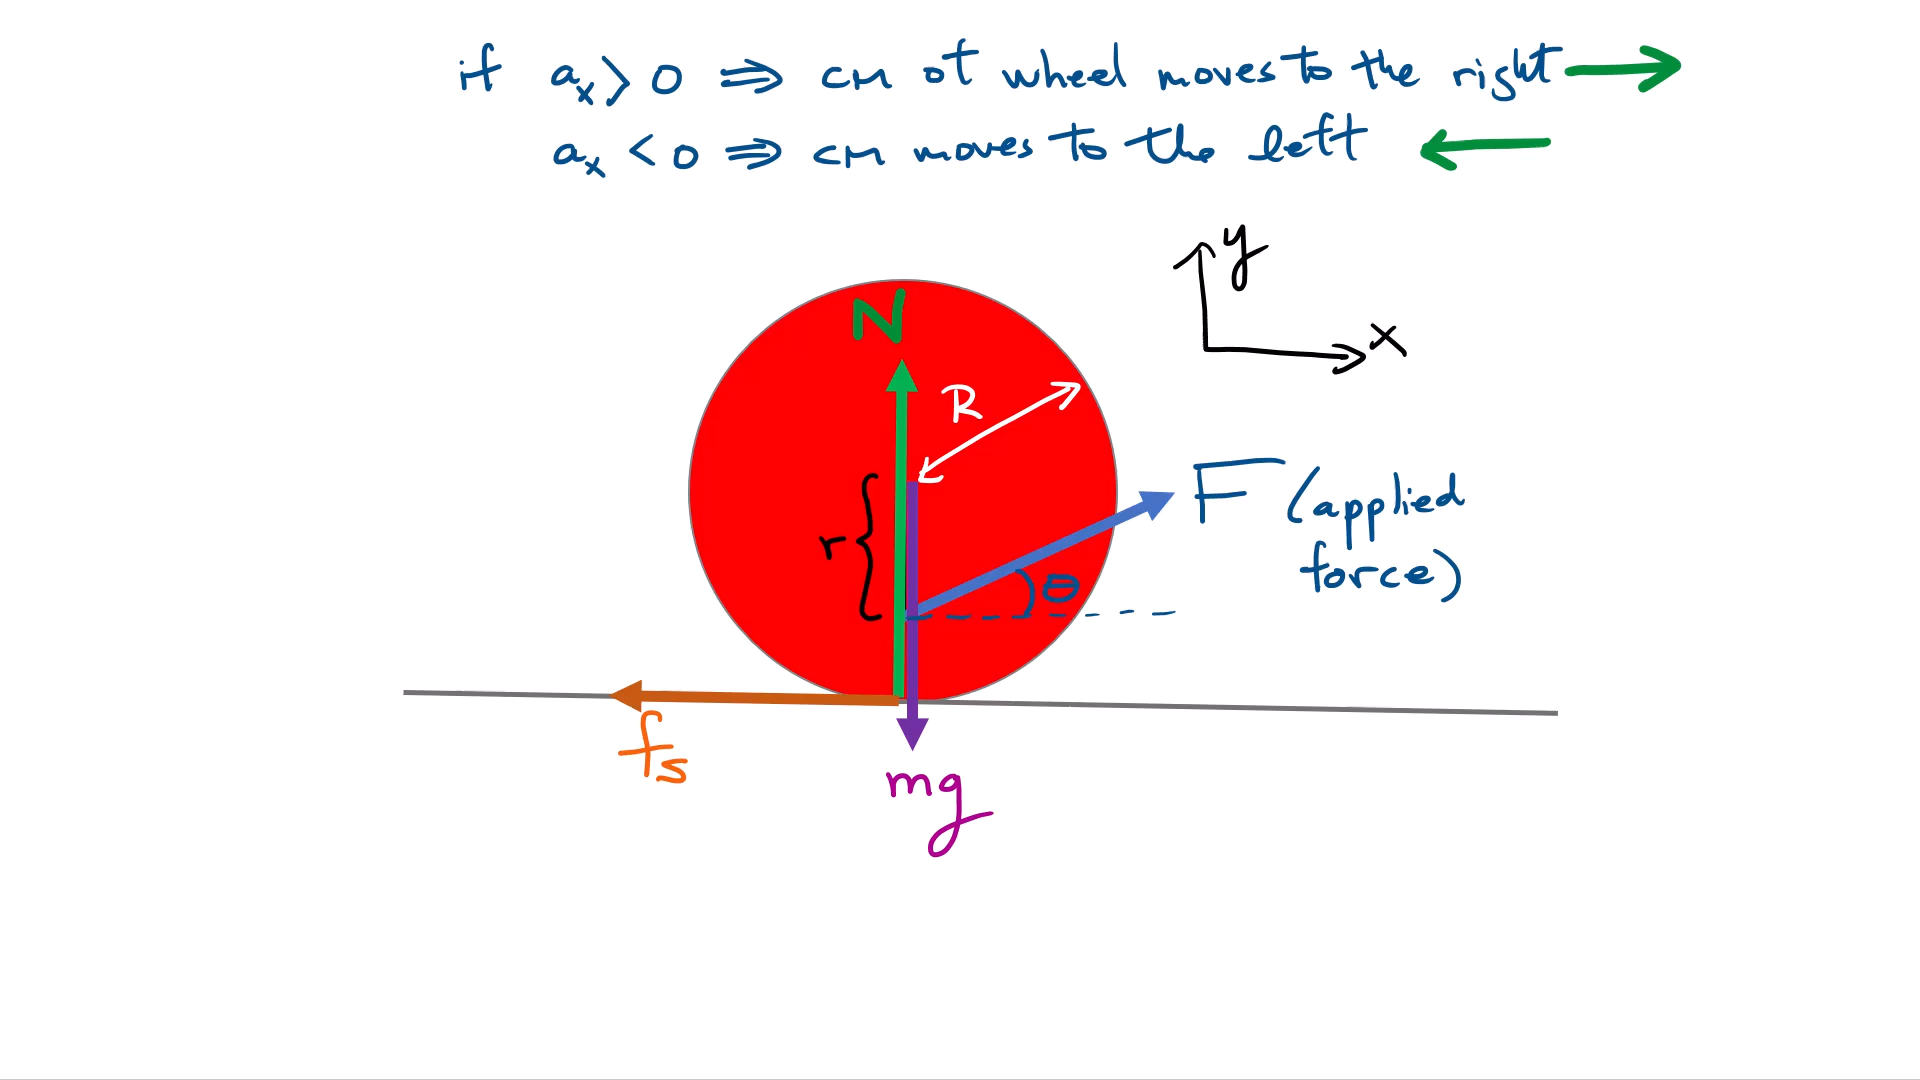 if aₓ > 0 ⇒ cm of wheel moves to the right →
aₓ < 0 ⇒ cm moves to the left ←
y
x
N
R
r
F (applied
force)
θ
fs
mg